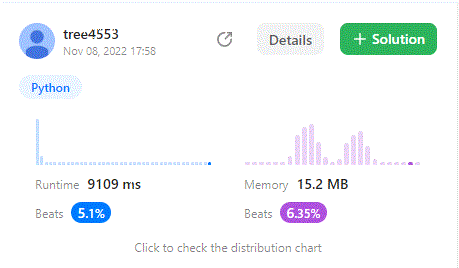 tree4553
Nov 08, 2022 17:58
Details
+ Solution
Python
Runtime 9109 ms
Memory 15.2 MB
Beats 5.1%
Beats 6.35%
Click to check the distribution chart